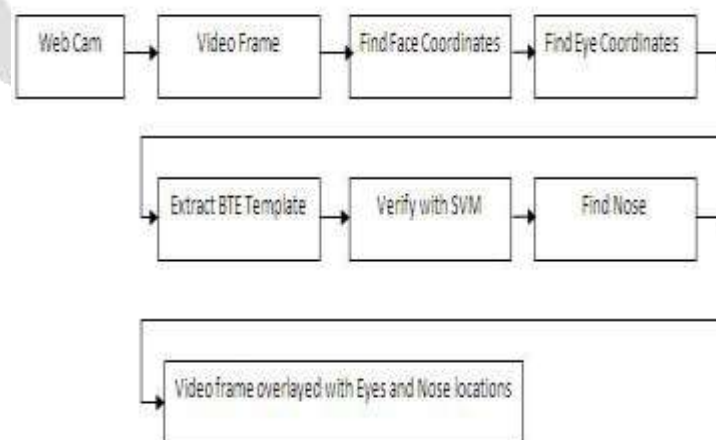 Web Cam
Video Frame
Find Face Coordinates
Find Eye Coordinates
Extract BTE Template
Verify with SVM
Find Nose
Video frame overlayed with Eyes and Nose locations